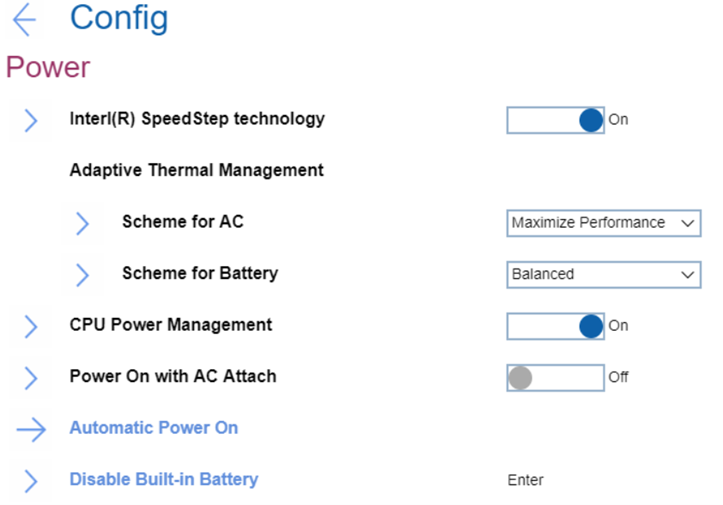 Config
Power
Interl(R) SpeedStep technology On
Adaptive Thermal Management
Scheme for AC Maximize Performance
Scheme for Battery Balanced
CPU Power Management On
Power On with AC Attach Off
Automatic Power On
Disable Built-in Battery Enter